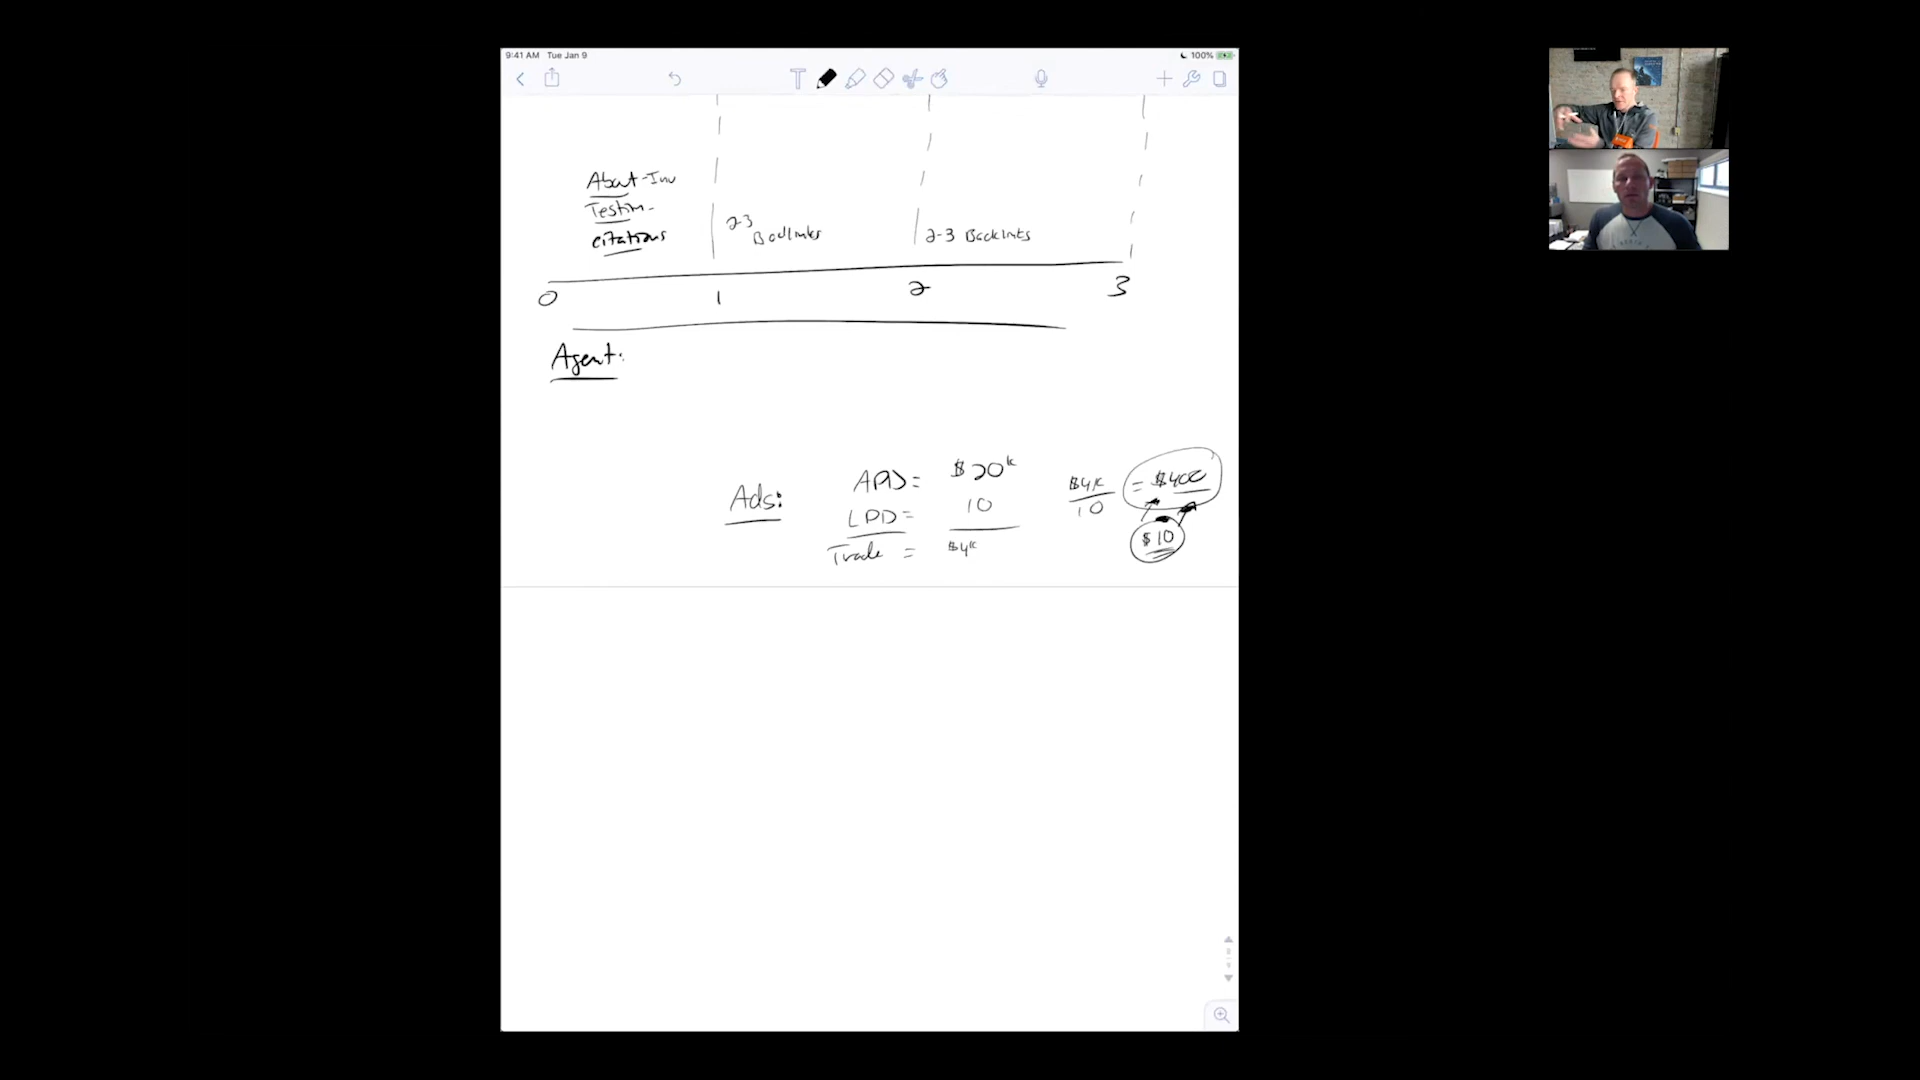 9:41 AM Tue Jan 9
100%
About-Inv
Testim-
citations
2-3
Backlinks
2-3 Backlinks
0 1 2 3
Agent:
Ads:
APD= $20k
LPD= 10
Trade = $4k
$4k
10
= $400
$10